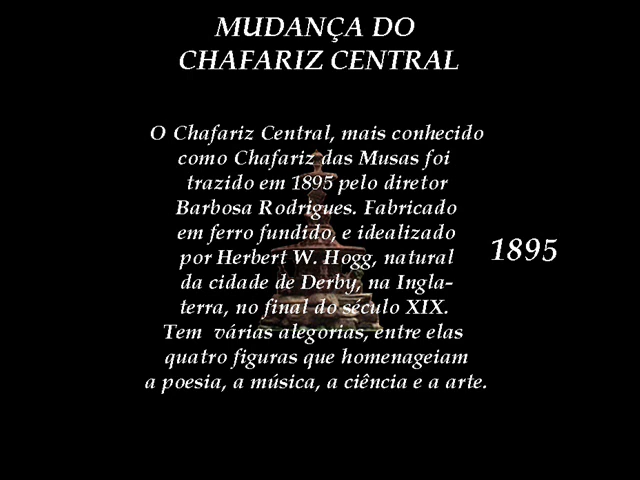 MUDANÇA DO
CHAFARIZ CENTRAL
O Chafariz Central, mais conhecido
como Chafariz das Musas foi
trazido em 1895 pelo diretor
Barbosa Rodrigues. Fabricado
em ferro fundido, e idealizado
por Herbert W. Hogg, natural
da cidade de Derby, na Ingla-
terra, no final do século XIX.
Tem várias alegorias, entre elas
quatro figuras que homenageiam
a poesia, a música, a ciência e a arte.
1895